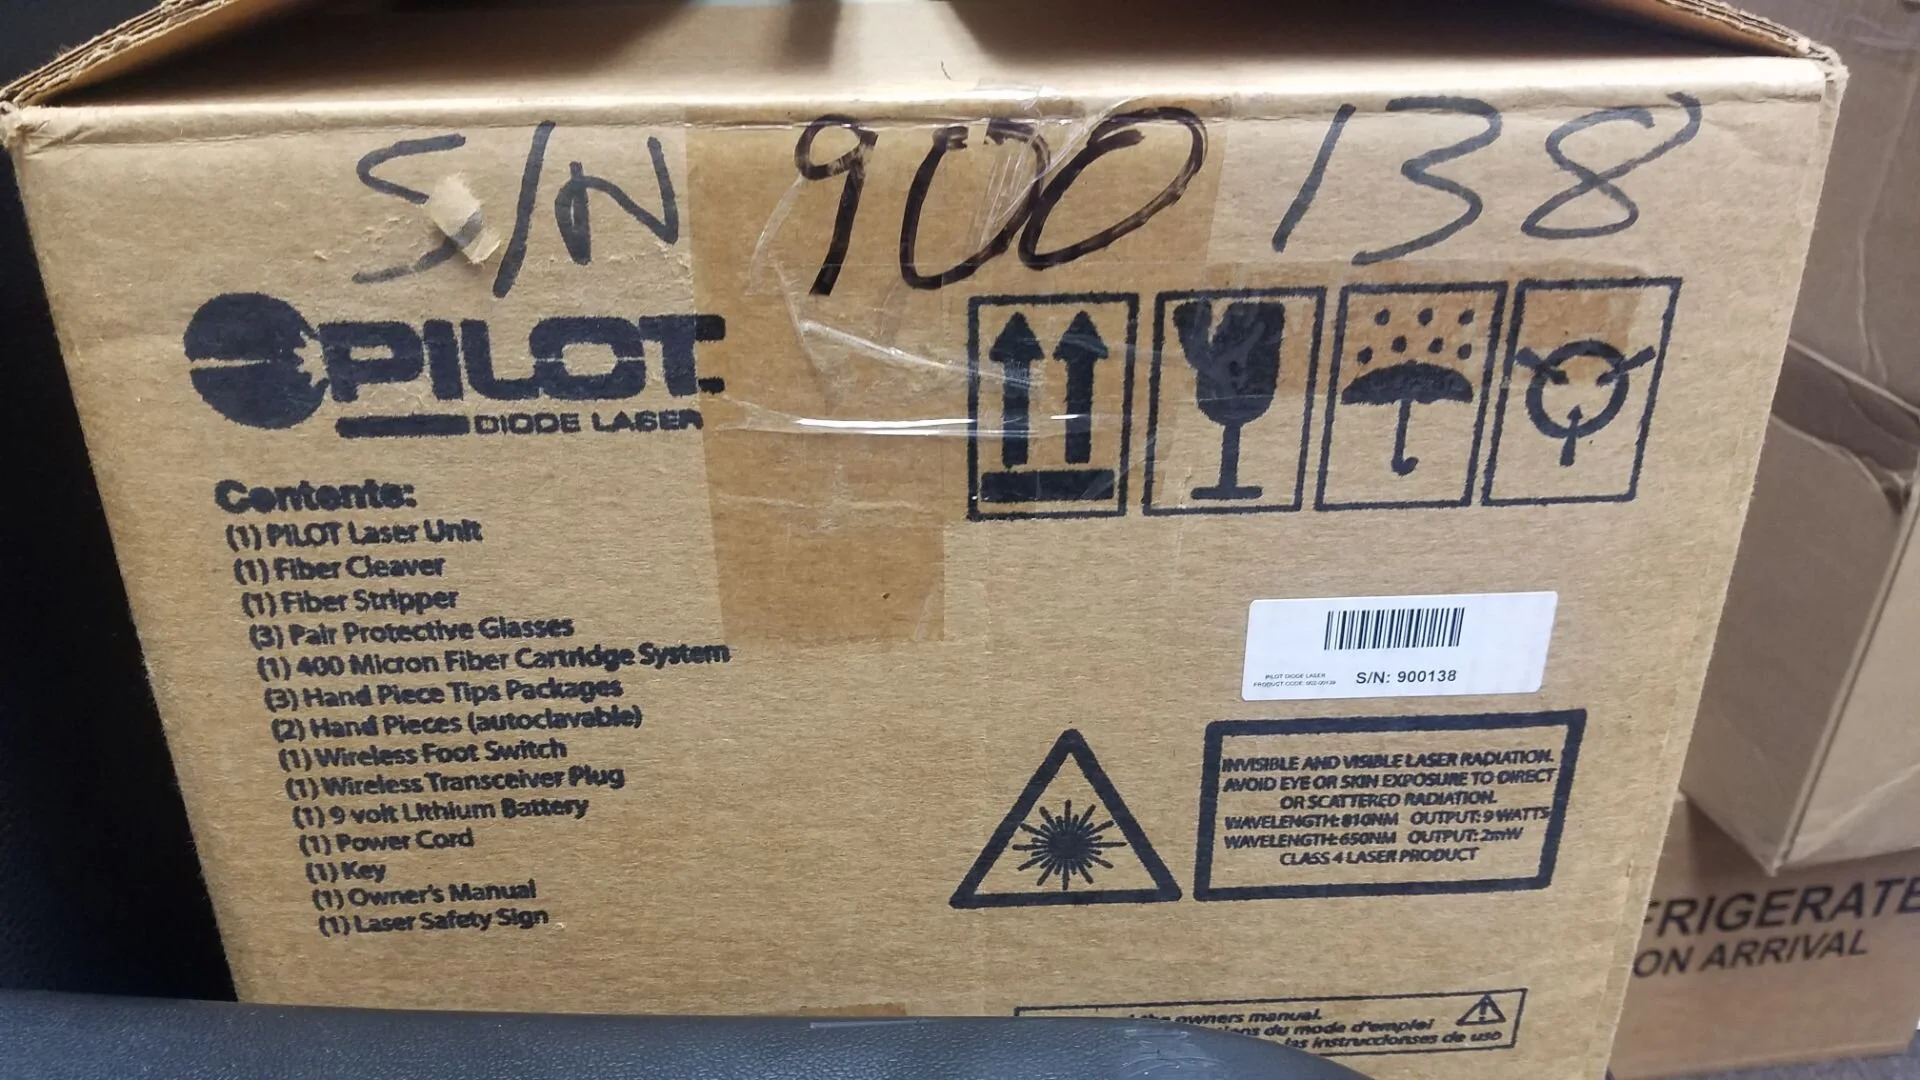 S/N 900138
PILOT
DIODE LASER
Contents:
(1) PILOT Laser Unit
(1) Fiber Cleaver
(1) Fiber Stripper
(3) Pair Protective Glasses
(1) 400 Micron Fiber Cartridge System
(3) Hand Piece Tips Packages
(2) Hand Pieces (autoclavable)
(1) Wireless Foot Switch
(1) Wireless Transceiver Plug
(1) 9 volt Lithium Battery
(1) Power Cord
(1) Key
(1) Owner's Manual
(1) Laser Safety Sign
PILOT DIODE LASER
PRODUCT CODE: 002-00139
S/N: 900138
INVISIBLE AND VISIBLE LASER RADIATION.
AVOID EYE OR SKIN EXPOSURE TO DIRECT
OR SCATTERED RADIATION.
WAVELENGTH: 810NM OUTPUT: 9 WATTS
WAVELENGTH: 650NM OUTPUT: 2mW
CLASS 4 LASER PRODUCT
the owners manual.
du mode d'emploi
las instrucciones de uso
FRIGERATE
ON ARRIVAL